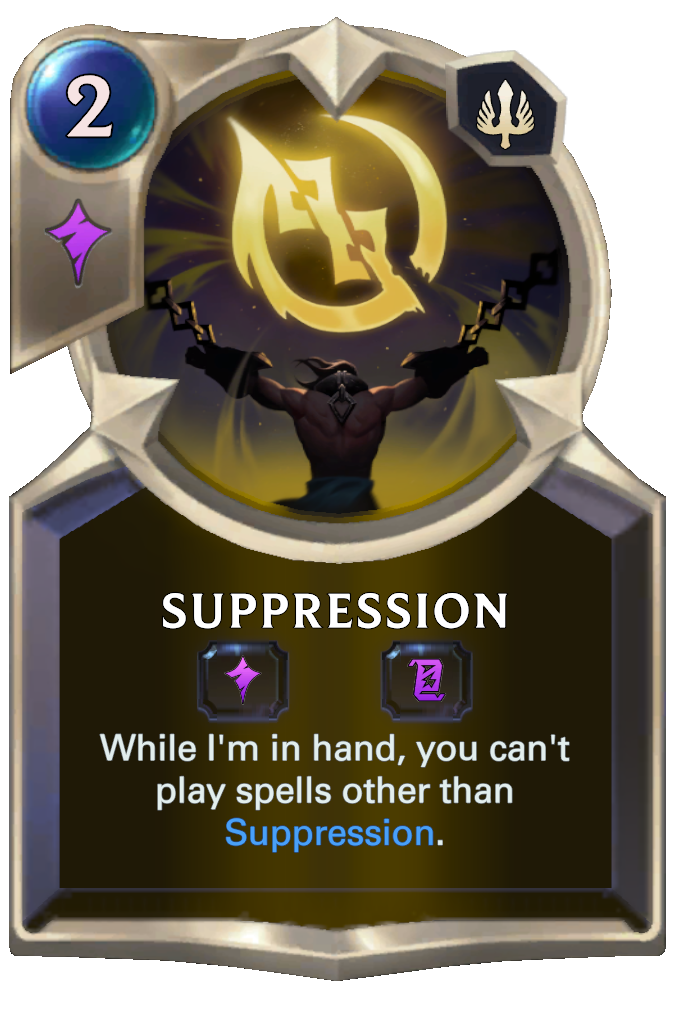 2
SUPPRESSION
While I'm in hand, you can't
play spells other than
Suppression.